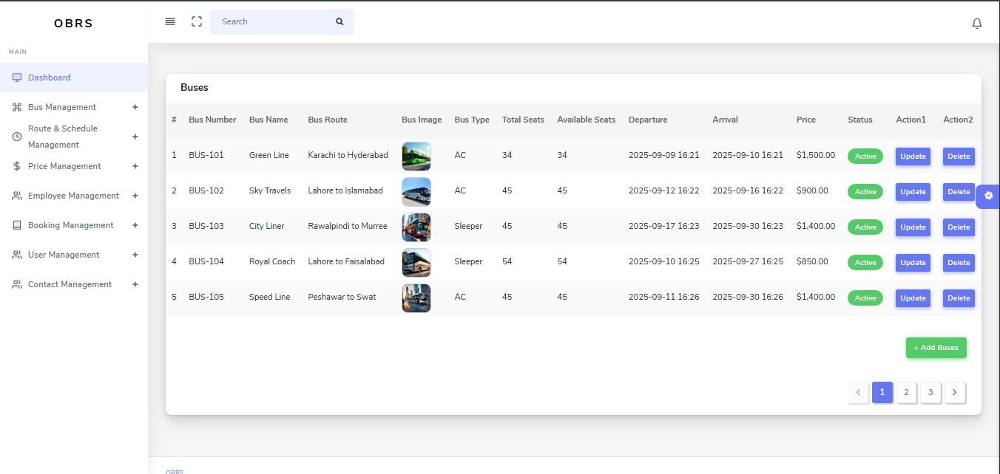 OBRS
Search
MAIN
Dashboard
Bus Management +
Route & Schedule
Management +
Price Management +
Employee Management +
Booking Management +
User Management +
Contact Management +
Buses
# Bus Number Bus Name Bus Route Bus Image Bus Type Total Seats Available Seats Departure Arrival Price Status Action1 Action2
1 BUS-101 Green Line Karachi to Hyderabad AC 34 34 2025-09-09 16:21 2025-09-10 16:21 $1,500.00 Active Update Delete
2 BUS-102 Sky Travels Lahore to Islamabad AC 45 45 2025-09-12 16:22 2025-09-16 16:22 $900.00 Active Update Delete
3 BUS-103 City Liner Rawalpindi to Murree Sleeper 45 45 2025-09-17 16:23 2025-09-30 16:23 $1,400.00 Active Update Delete
4 BUS-104 Royal Coach Lahore to Faisalabad Sleeper 54 54 2025-09-10 16:25 2025-09-27 16:25 $850.00 Active Update Delete
5 BUS-105 Speed Line Peshawar to Swat AC 45 45 2025-09-11 16:26 2025-09-30 16:26 $1,400.00 Active Update Delete
+ Add Buses
1 2 3
OBRS